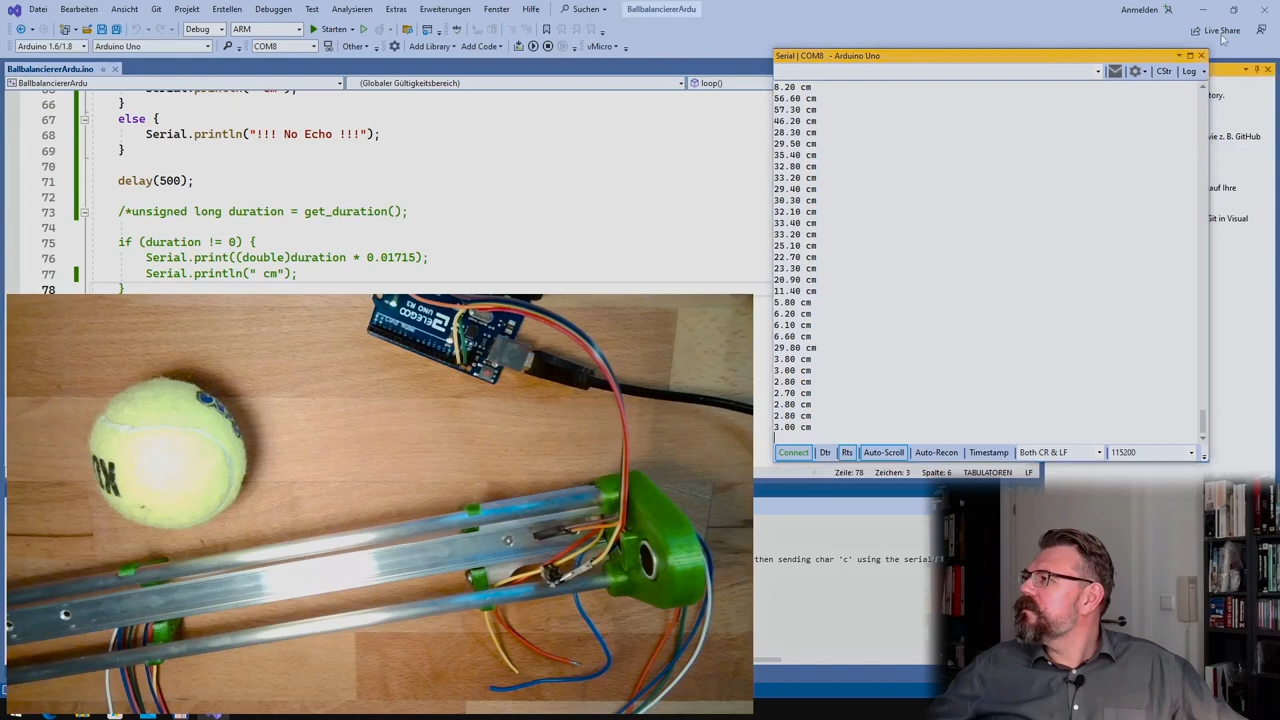 Datei Bearbeiten Ansicht Git Projekt Erstellen Debuggen Test Analysieren Extras Erweiterungen Fenster Hilfe Suchen BallbalanciererArdu Anmelden
Debug ARM Starten Live Share
Arduino 1.6/1.8 Arduino Uno COM8 Other Add Library Add Code vMicro
BallbalanciererArdu.ino
BallbalanciererArdu (Globaler Gültigkeitsbereich) loop()
66 }
67 else {
68 Serial.println("!!! No Echo !!!");
69 }
70
71 delay(500);
72
73 /*unsigned long duration = get_duration();
74
75 if (duration != 0) {
76 Serial.print((double)duration * 0.01715);
77 Serial.println(" cm");
78 }
Serial | COM8 - Arduino Uno
CStr Log
8.20 cm
56.60 cm
57.30 cm
46.20 cm
28.30 cm
29.50 cm
35.40 cm
32.80 cm
33.20 cm
29.40 cm
30.30 cm
32.10 cm
33.40 cm
33.20 cm
25.10 cm
22.70 cm
23.30 cm
20.90 cm
11.40 cm
5.80 cm
6.20 cm
6.10 cm
6.60 cm
29.80 cm
3.80 cm
3.00 cm
2.80 cm
2.70 cm
2.80 cm
2.80 cm
3.00 cm
Connect Dtr Rts Auto-Scroll Auto-Recon Timestamp Both CR & LF 115200
Zeile: 78 Zeichen: 3 Spalte: 6 TABULATOREN LF
then sending char 'c' using the serial/
z. B. GitHub
auf Ihre
Git in Visual
UNO R3
ELEGOO
OX